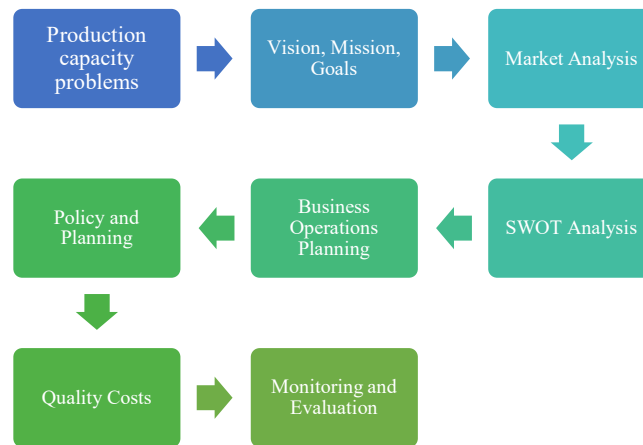 Production
capacity
problems
Vision, Mission,
Goals
Market Analysis
SWOT Analysis
Business
Operations
Planning
Policy and
Planning
Quality Costs
Monitoring and
Evaluation